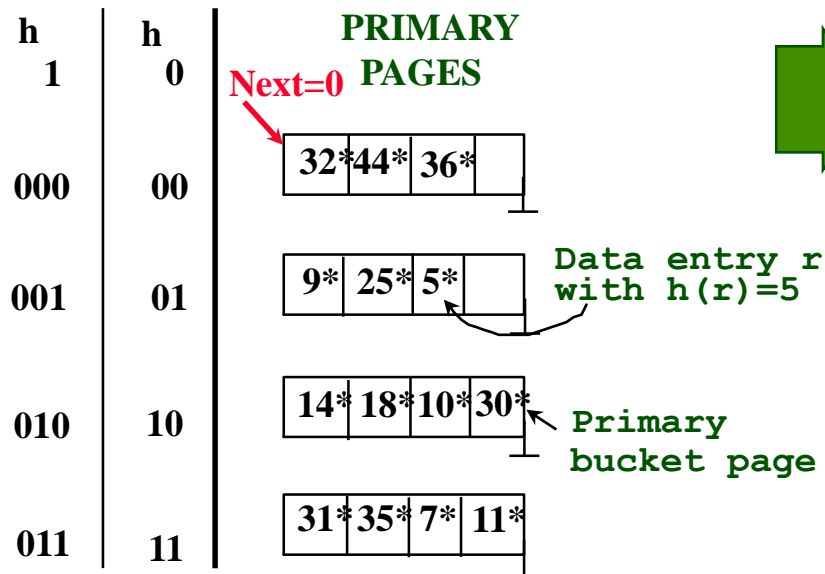 h h PRIMARY
1 0 Next=0 PAGES
000 00 32* 44* 36*
001 01 9* 25* 5* Data entry r
with h(r)=5
010 10 14* 18* 10* 30* Primary
bucket page
011 11 31* 35* 7* 11*